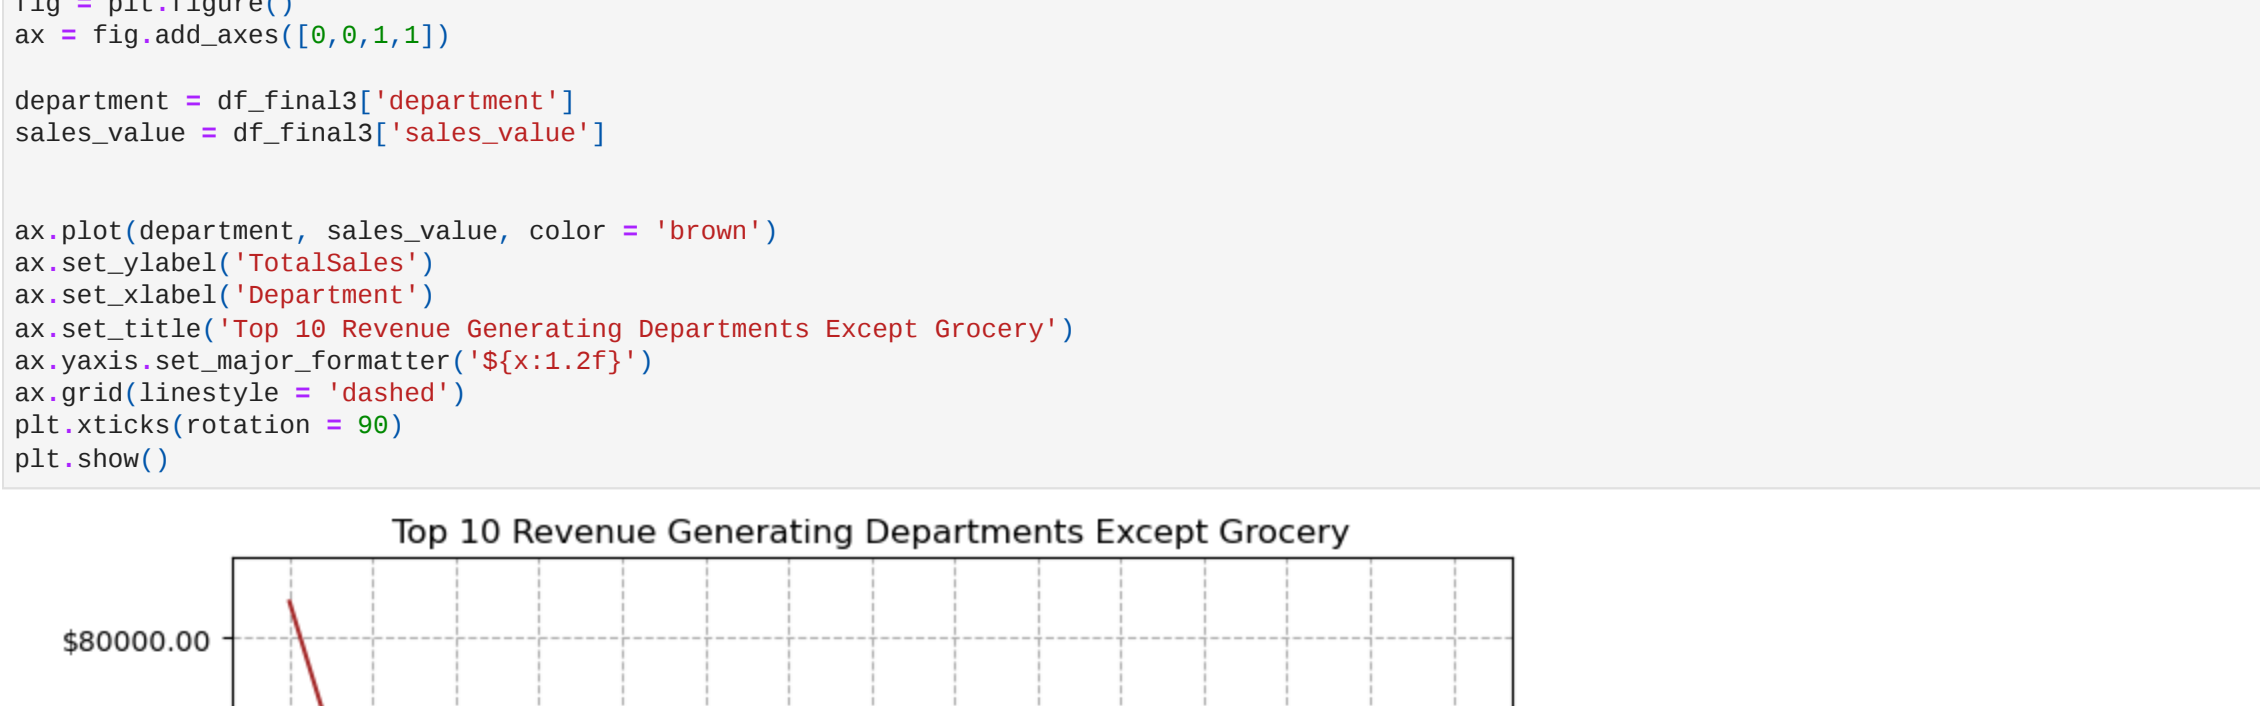 fig = plt.figure()
ax = fig.add_axes([0,0,1,1])
department = df_final3['department']
sales_value = df_final3['sales_value']
ax.plot(department, sales_value, color = 'brown')
ax.set_ylabel('TotalSales')
ax.set_xlabel('Department')
ax.set_title('Top 10 Revenue Generating Departments Except Grocery')
ax.yaxis.set_major_formatter('${x:1.2f}')
ax.grid(linestyle = 'dashed')
plt.xticks(rotation = 90)
plt.show()
Top 10 Revenue Generating Departments Except Grocery
$80000.00